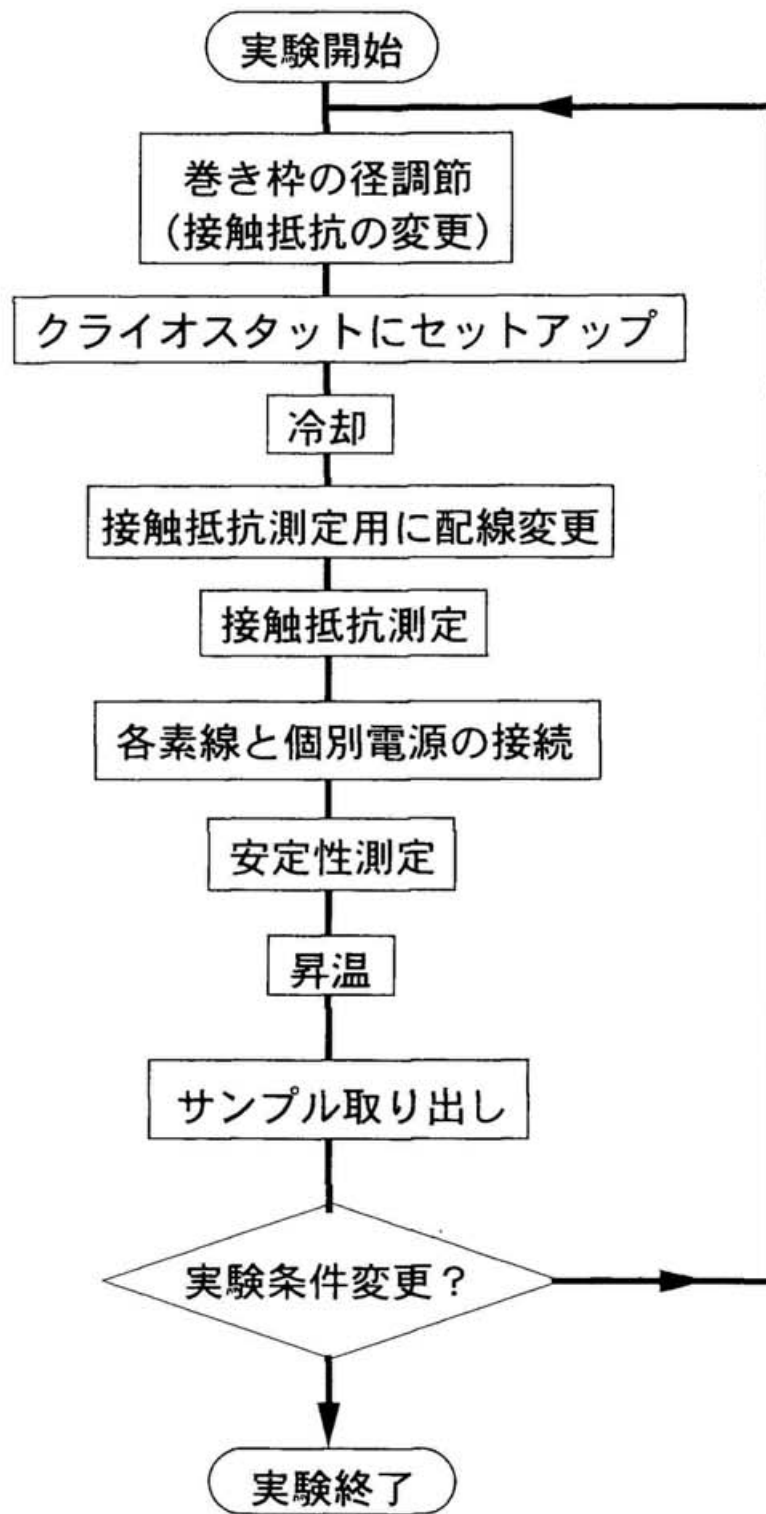 実験開始
巻き枠の径調節
(接触抵抗の変更)
クライオスタットにセットアップ
冷却
接触抵抗測定用に配線変更
接触抵抗測定
各素線と個別電源の接続
安定性測定
昇温
サンプル取り出し
実験条件変更?
実験終了